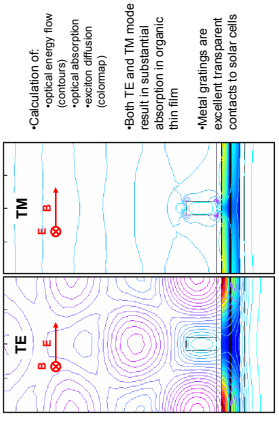 •Calculation of:
•optical energy flow
(contours)
•optical absorption
•exciton diffusion
(colormap)
•Both TE and TM mode
result in substantial
absorption in organic
thin film
•Metal gratings are
excellent transparent
contacts to solar cells
TE
B
E
TM
E
B